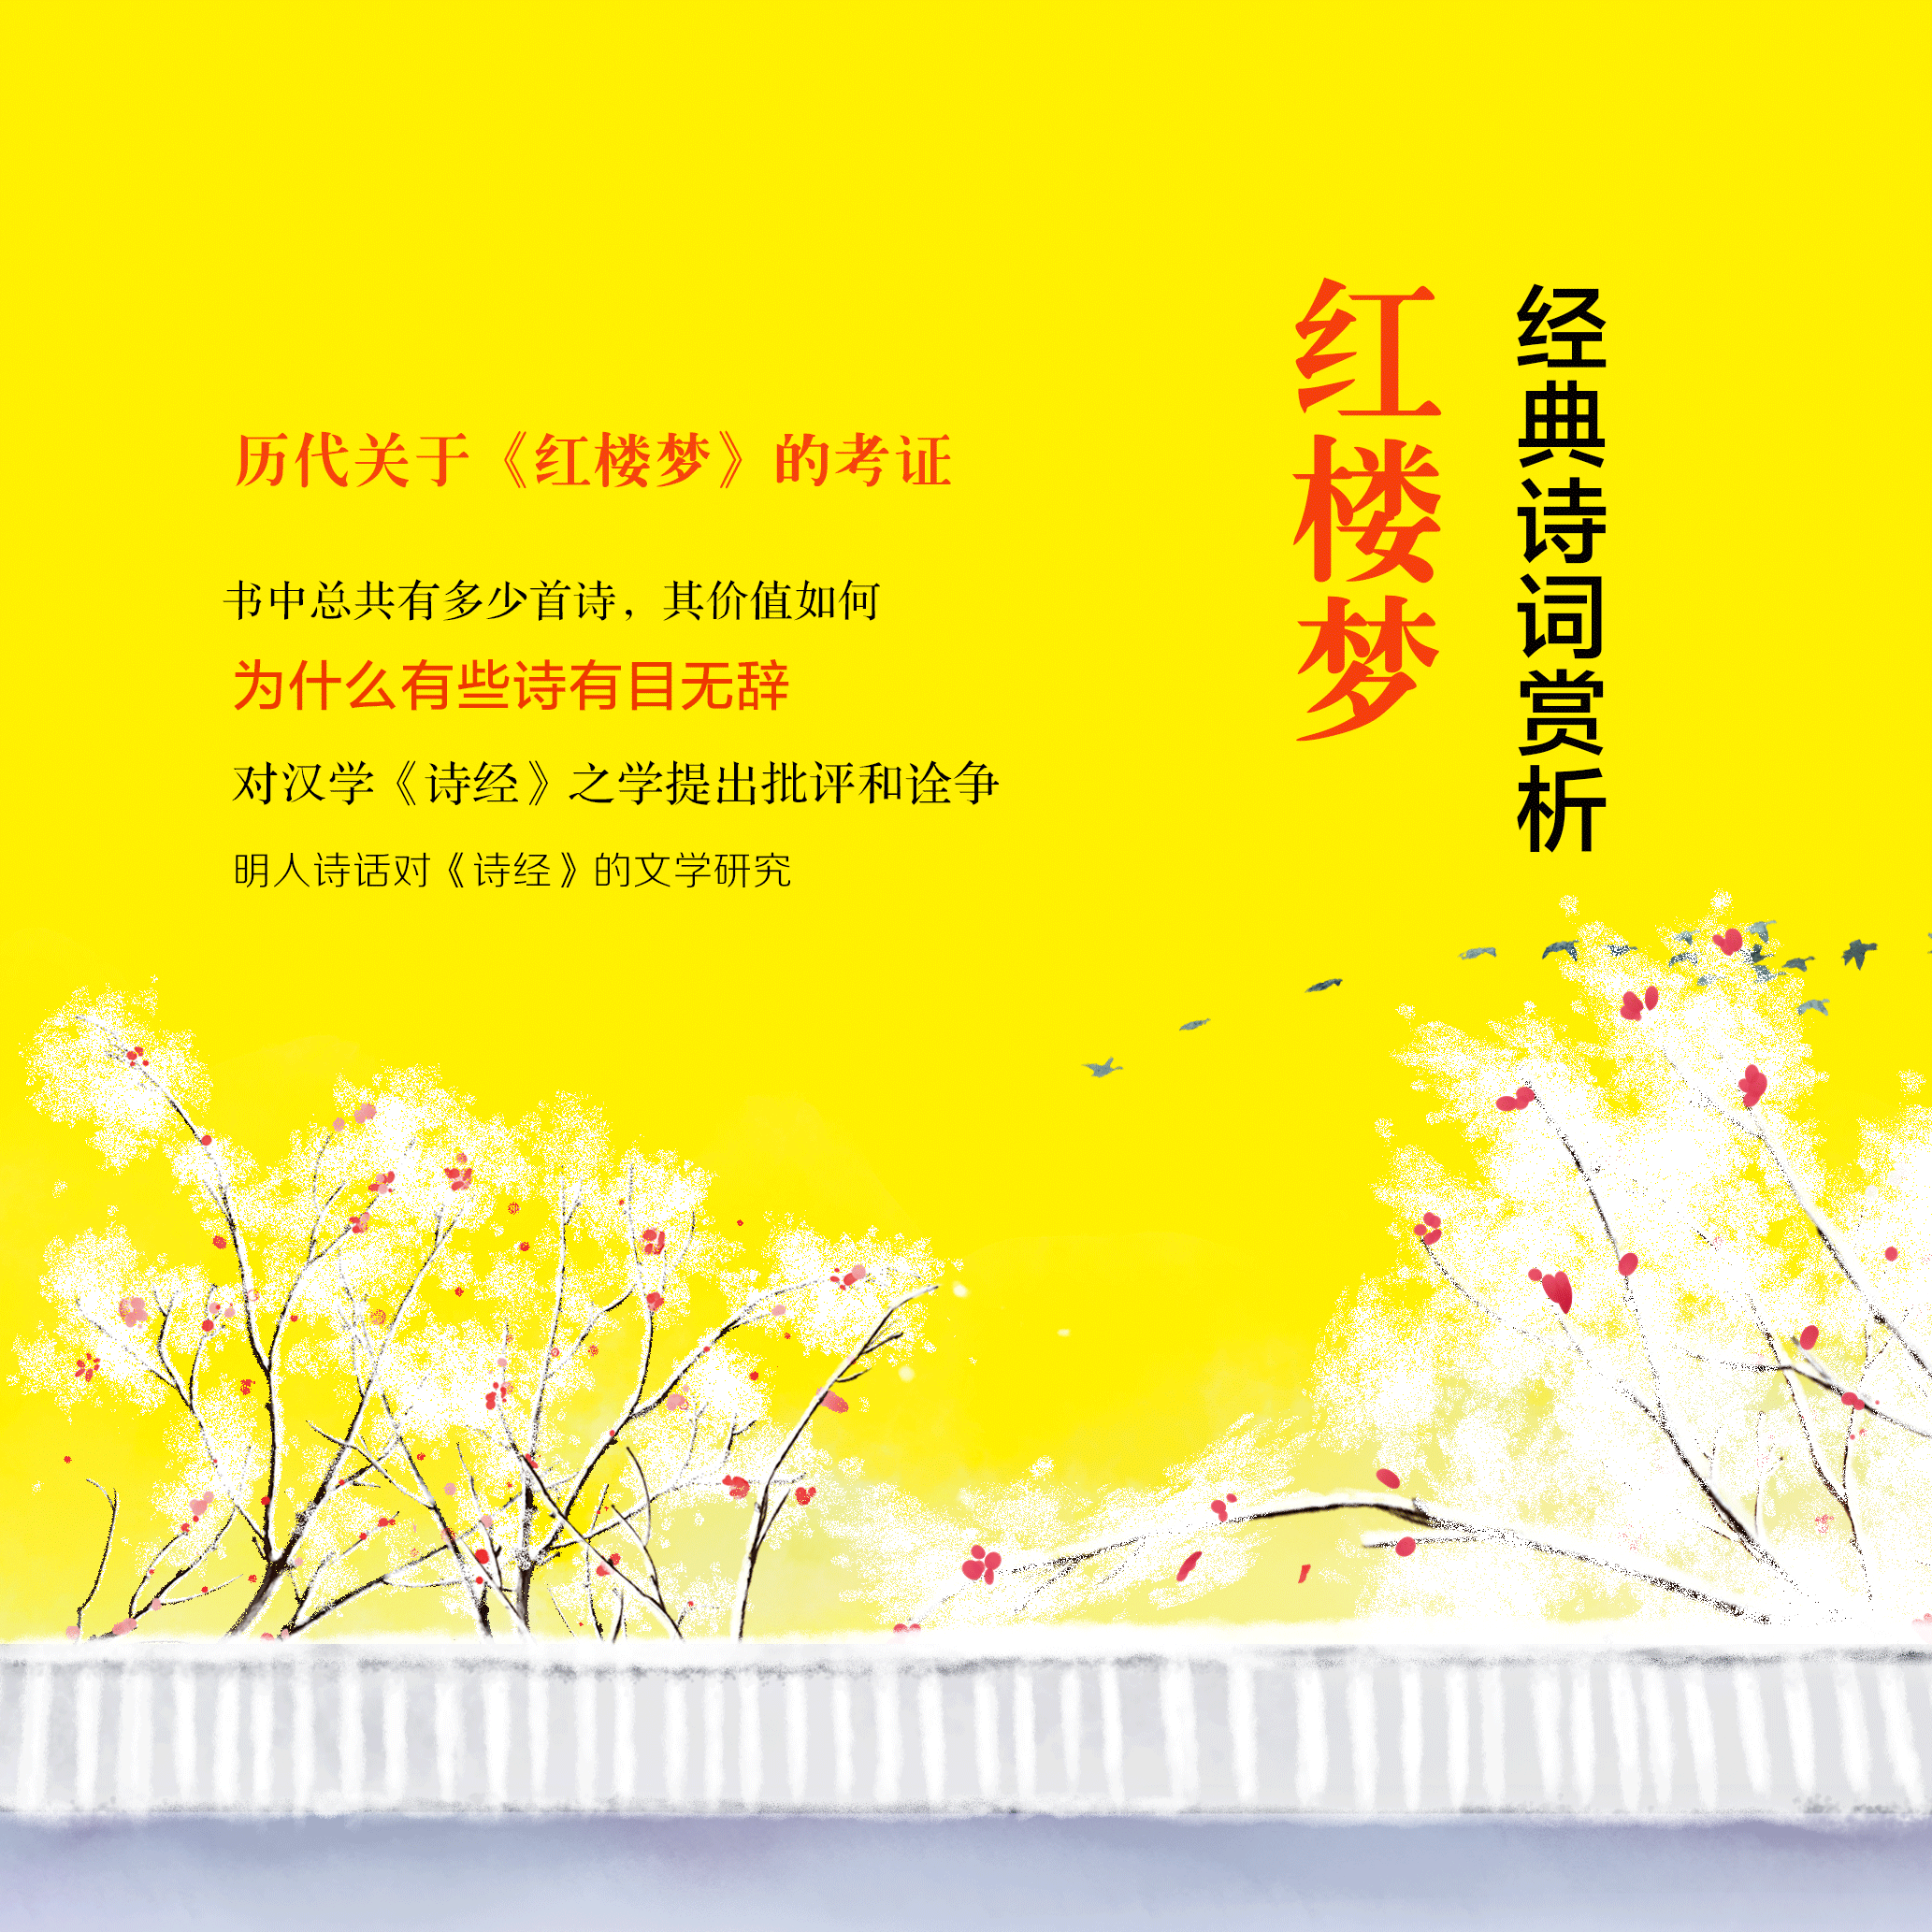 经典诗词赏析
红楼梦
历代关于《红楼梦》的考证
书中总共有多少首诗，其价值如何
为什么有些诗有目无辞
对汉学《诗经》之学提出批评和诠争
明人诗话对《诗经》的文学研究